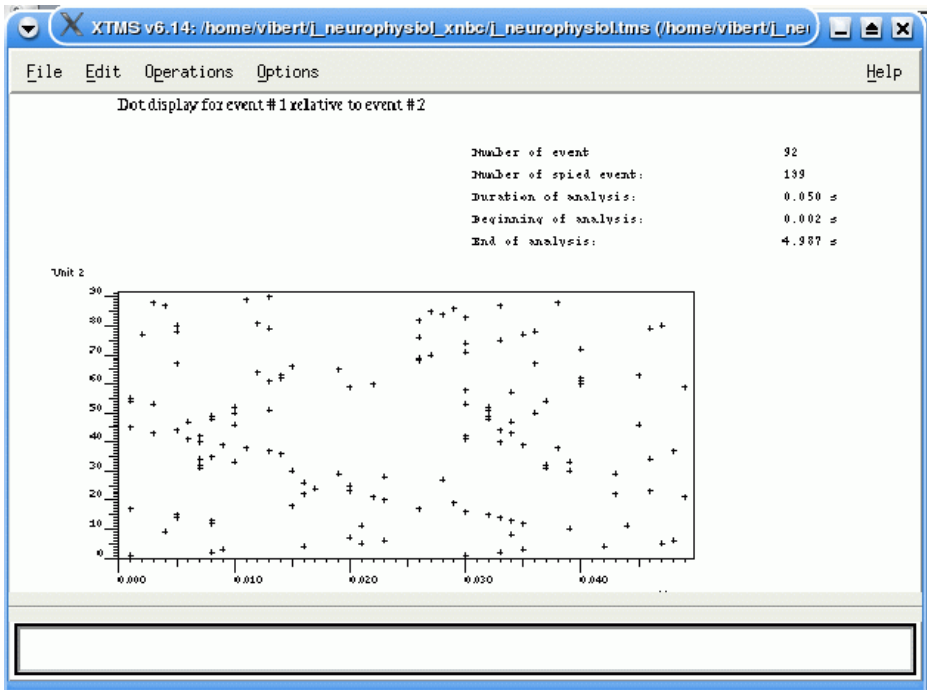 XTMS v6.14: /home/vibert/j_neurophysiol_xnbc/j_neurophysiol.tms (/home/vibert/j_neu
File Edit Operations Options Help
Dot display for event # 1 relative to event # 2
Number of event 92
Number of spied event: 199
Duration of analysis: 0.050 s
Beginning of analysis: 0.002 s
End of analysis: 4.987 s
Unit 2
90
80
70
60
50
40
30
20
10
0
0.000 0.010 0.020 0.030 0.040